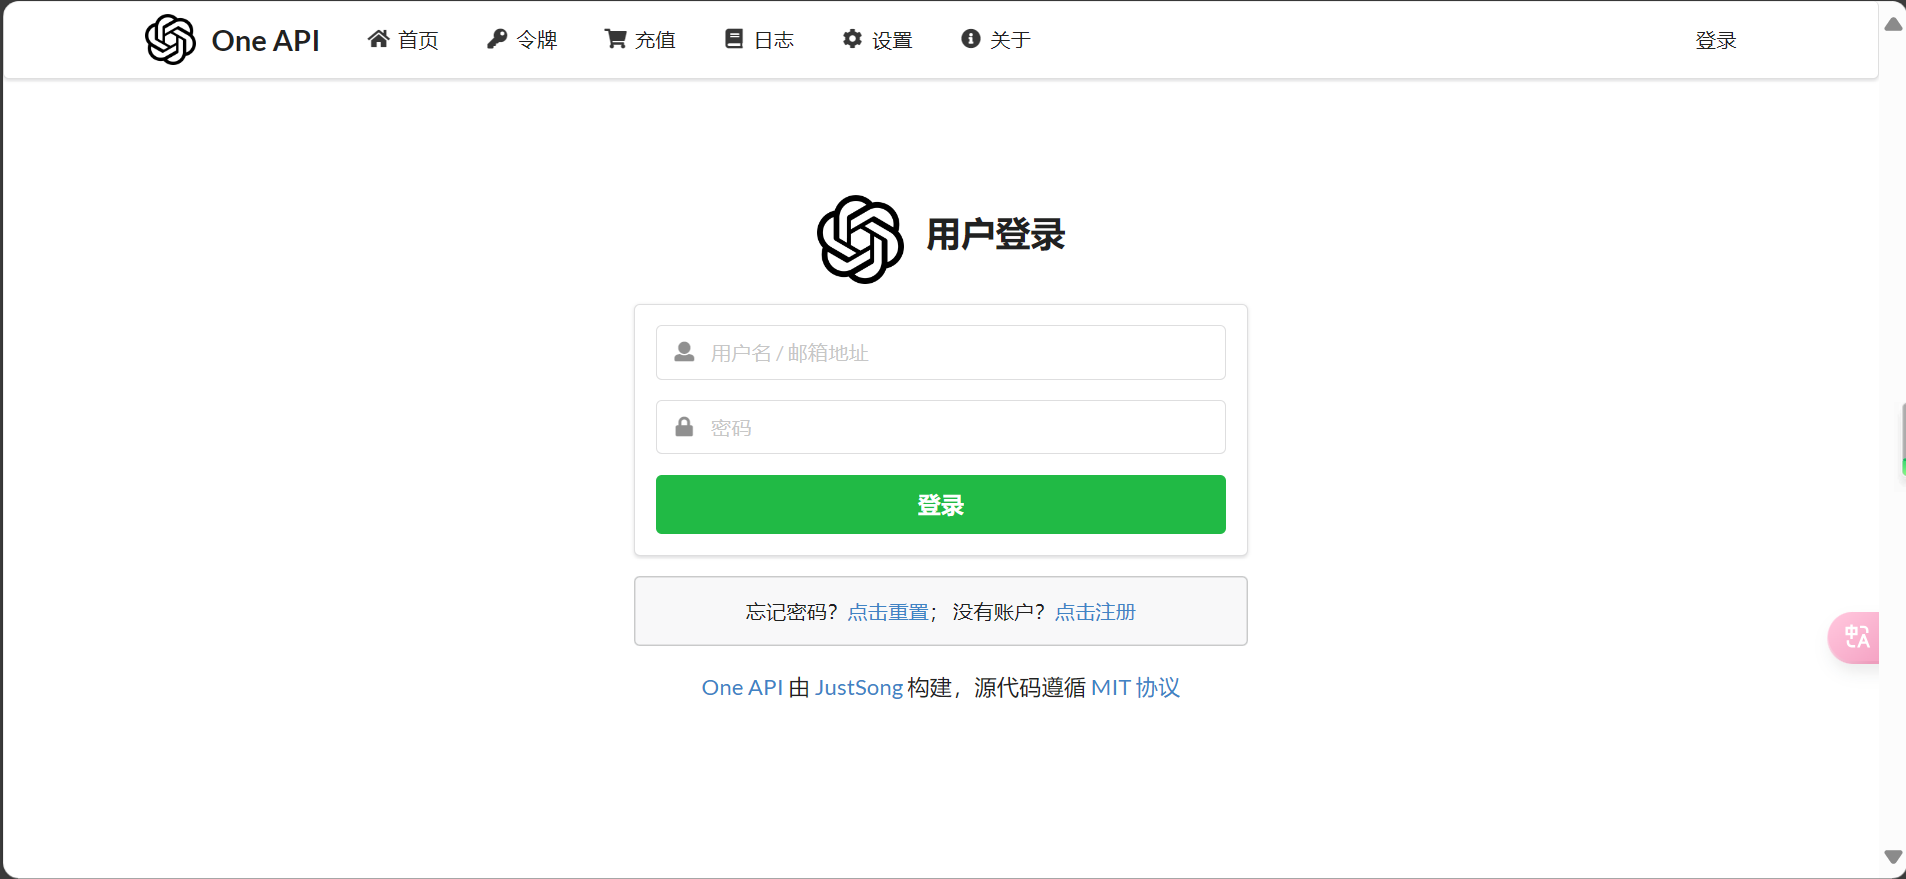 One API 首页 令牌 充值 日志 设置 关于 登录
用户登录
用户名 / 邮箱地址
密码
登录
忘记密码？点击重置； 没有账户？点击注册
One API 由 JustSong 构建，源代码遵循 MIT 协议
中A